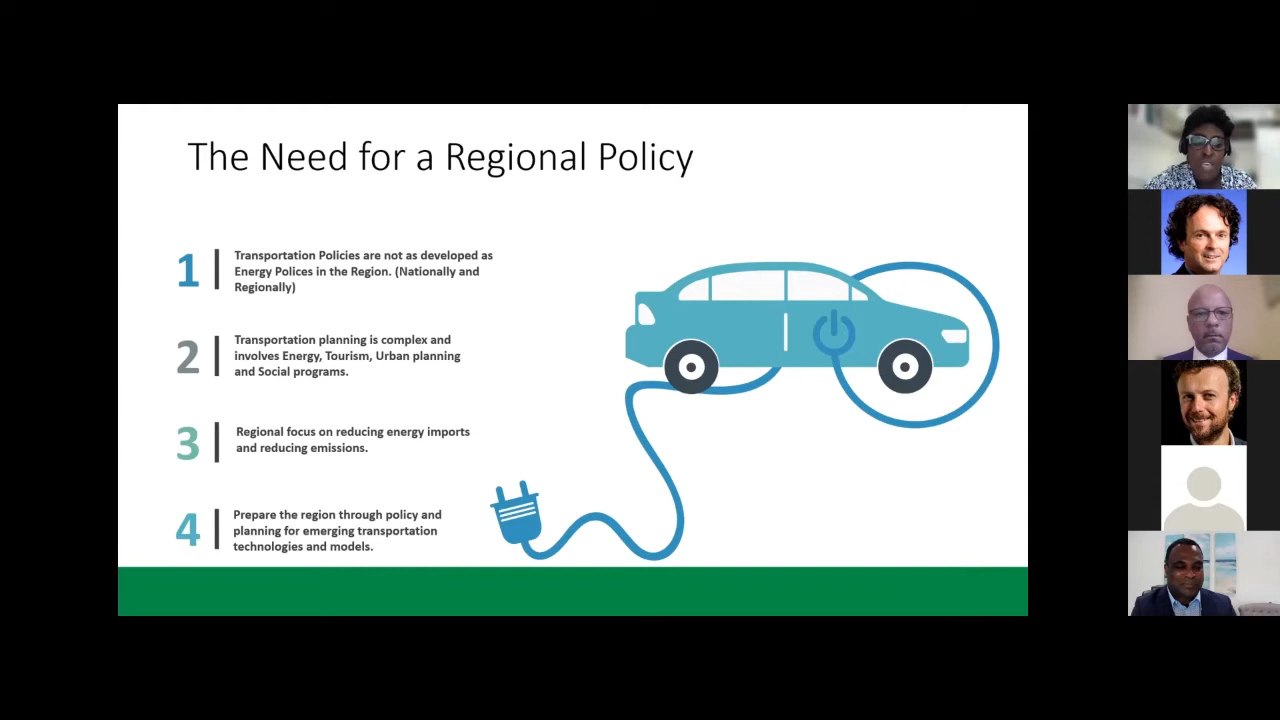 The Need for a Regional Policy
1
Transportation Policies are not as developed as
Energy Polices in the Region. (Nationally and
Regionally)
2
Transportation planning is complex and
involves Energy, Tourism, Urban planning
and Social programs.
3
Regional focus on reducing energy imports
and reducing emissions.
4
Prepare the region through policy and
planning for emerging transportation
technologies and models.